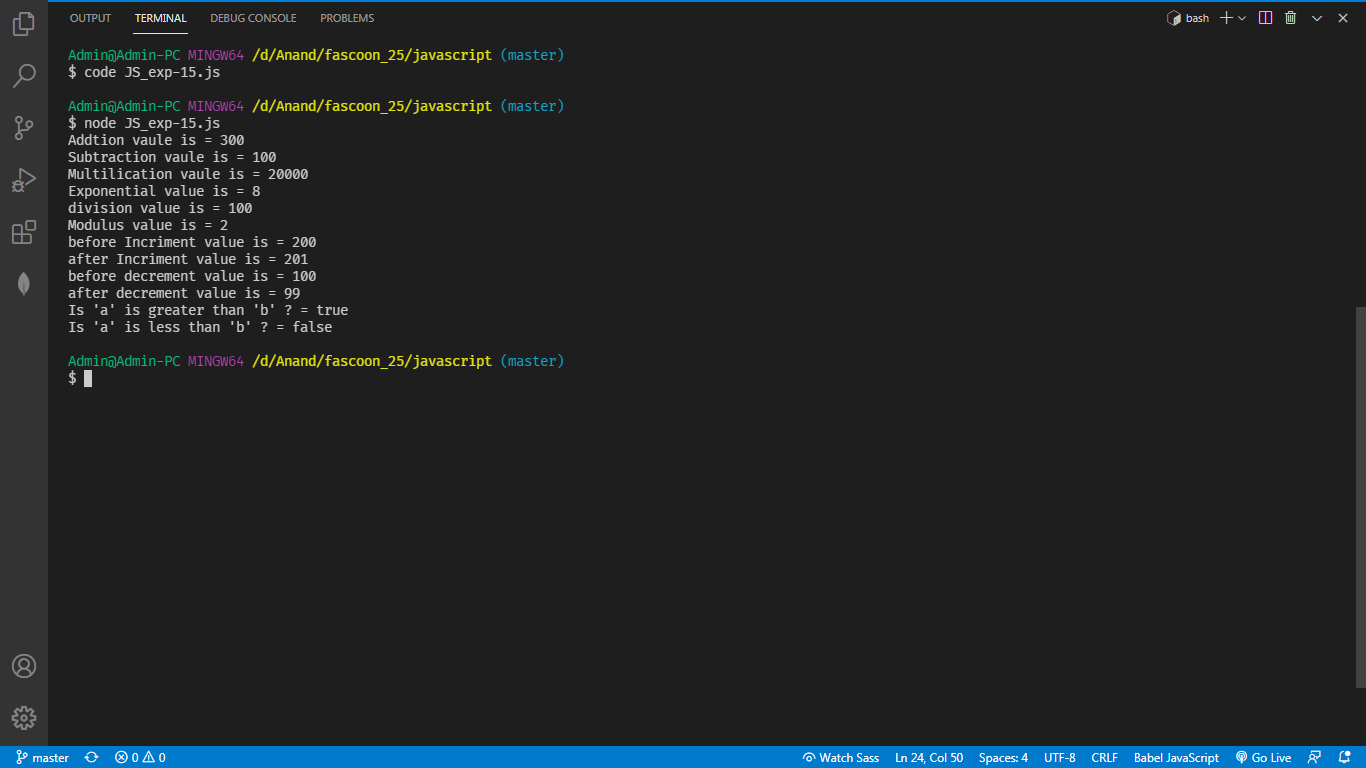 OUTPUT TERMINAL DEBUG CONSOLE PROBLEMS bash
Admin@Admin-PC MINGW64 /d/Anand/fascoon_25/javascript (master)
$ code JS_exp-15.js
Admin@Admin-PC MINGW64 /d/Anand/fascoon_25/javascript (master)
$ node JS_exp-15.js
Addtion vaule is = 300
Subtraction vaule is = 100
Multilication vaule is = 20000
Exponential value is = 8
division value is = 100
Modulus value is = 2
before Incriment value is = 200
after Incriment value is = 201
before decrement value is = 100
after decrement value is = 99
Is 'a' is greater than 'b' ? = true
Is 'a' is less than 'b' ? = false
Admin@Admin-PC MINGW64 /d/Anand/fascoon_25/javascript (master)
$
master 0 0 Watch Sass Ln 24, Col 50 Spaces: 4 UTF-8 CRLF Babel JavaScript Go Live